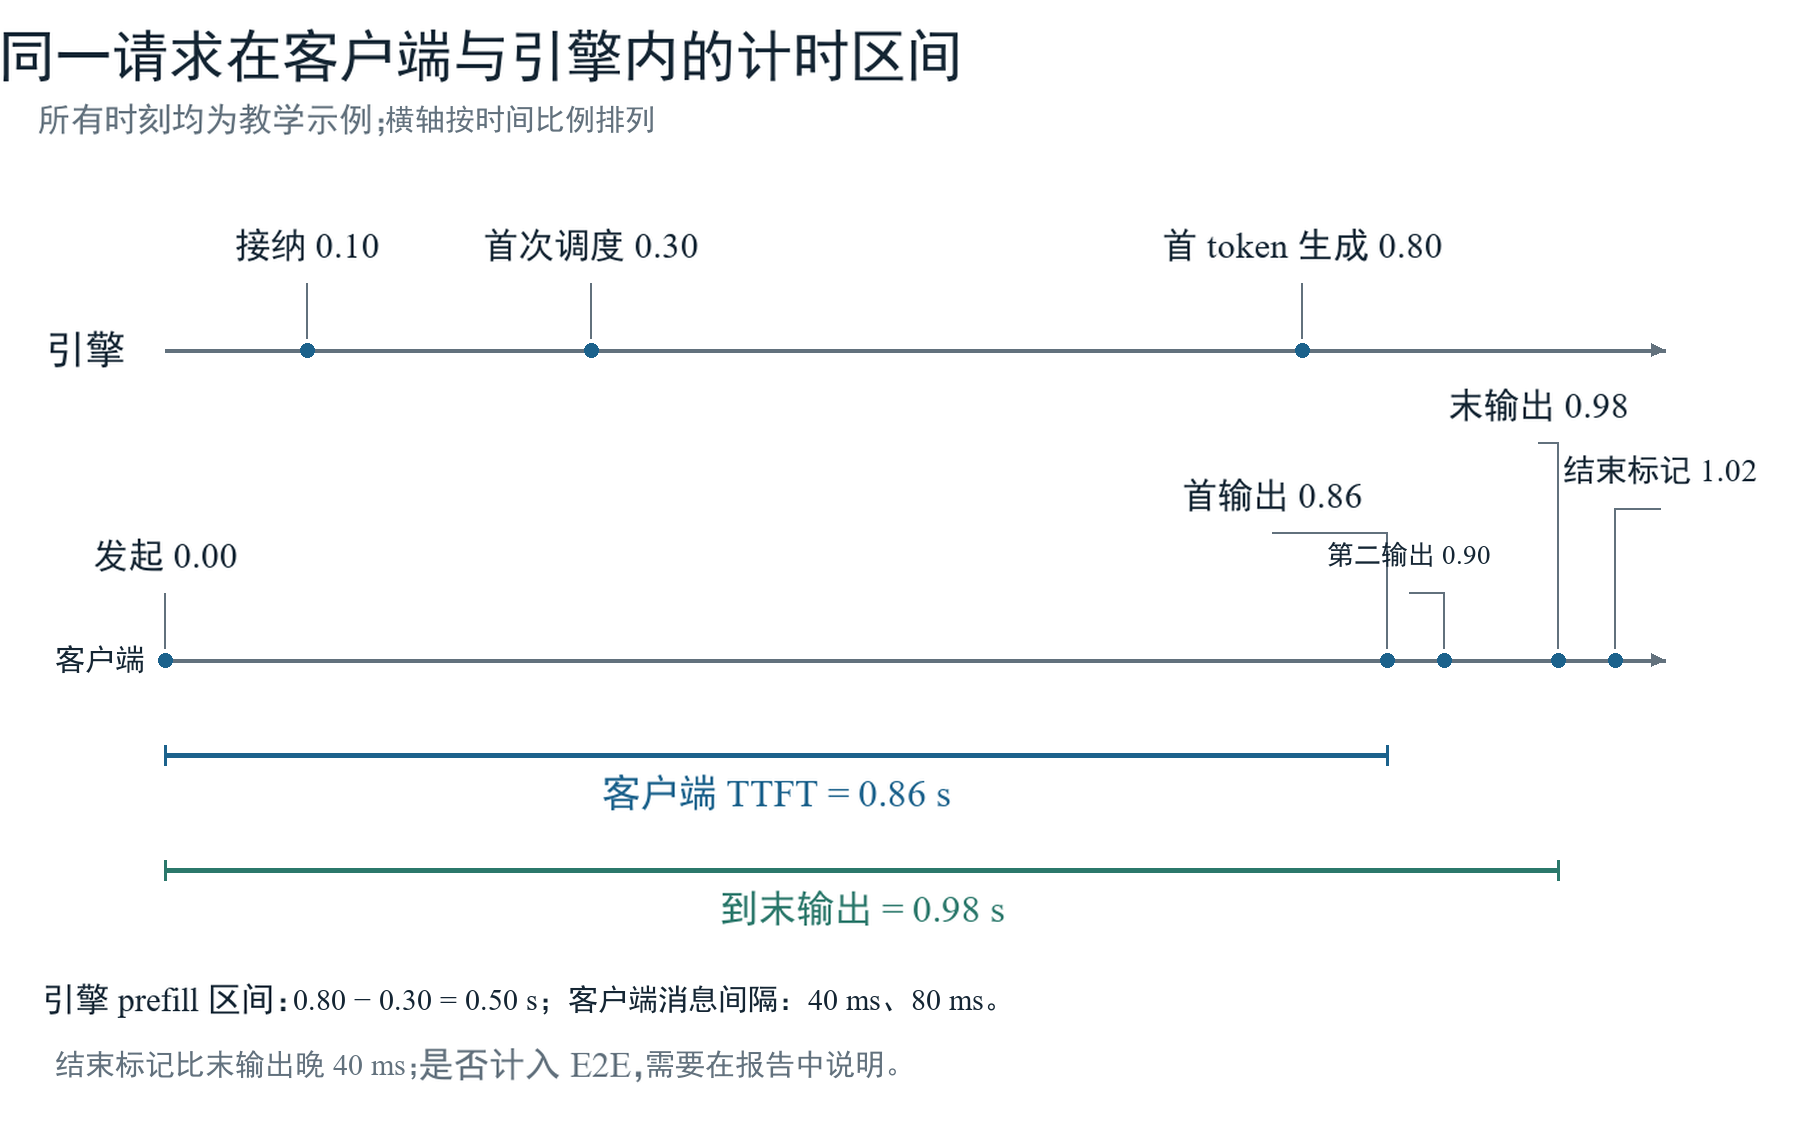 同一请求在客户端与引擎内的计时区间
所有时刻均为教学示例;横轴按时间比例排列
接纳 0.10
首次调度 0.30
首 token 生成 0.80
引擎
末输出 0.98
结束标记 1.02
首输出 0.86
第二输出 0.90
发起 0.00
客户端
客户端 TTFT = 0.86 s
到末输出 = 0.98 s
引擎 prefill 区间:0.80 − 0.30 = 0.50 s；客户端消息间隔：40 ms、80 ms。
结束标记比末输出晚 40 ms;是否计入 E2E,需要在报告中说明。